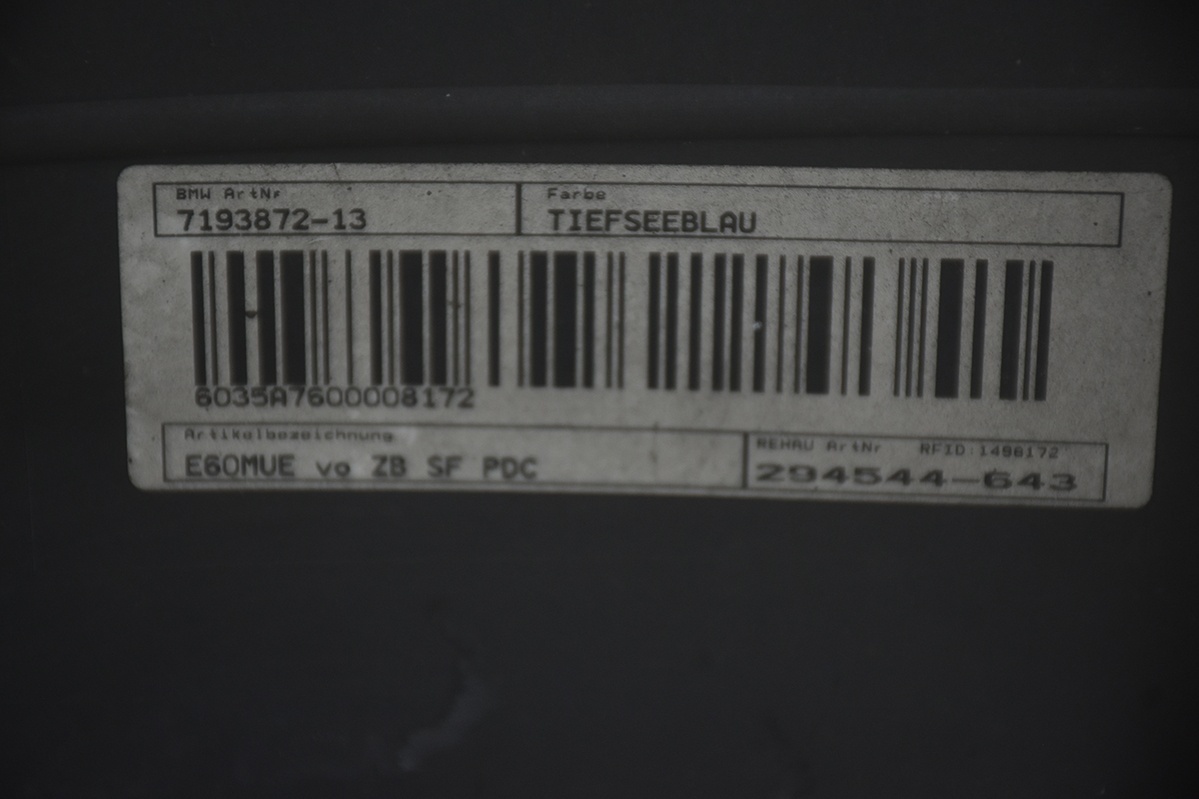 BMW ArtNr Farbe
7193872-13 TIEFSEEBLAU
6035A7600008172
Artikelbezeichnung REHAU ArtNr RFID:1498172
E60MUE vo ZB SF PDC 294544-643